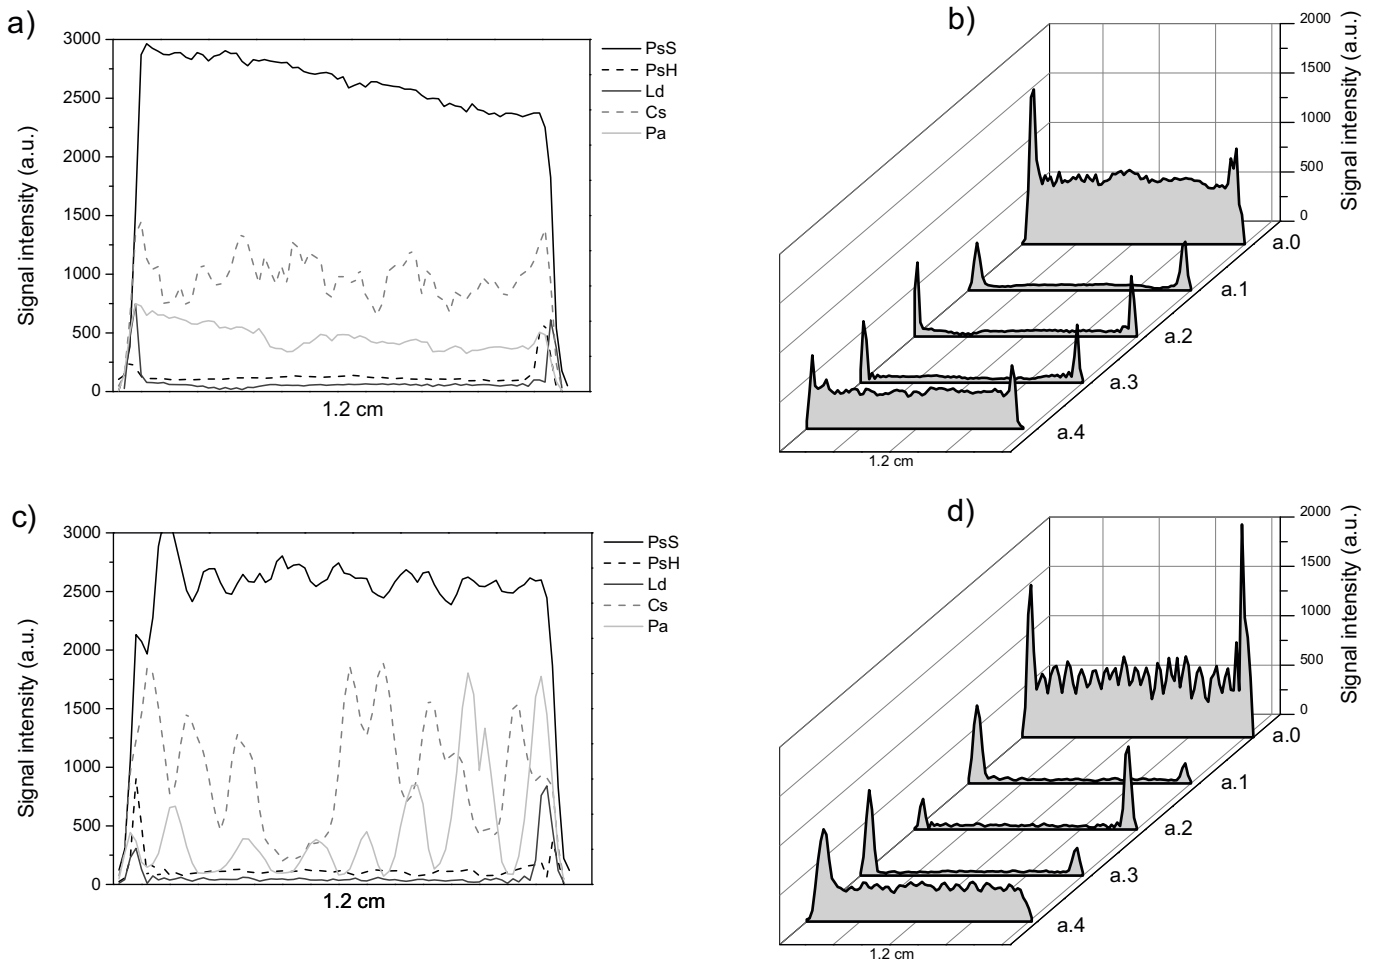 a)
3000
2500
2000
1500
1000
500
0
Signal intensity (a.u.)
1.2 cm
PsS
PsH
Ld
Cs
Pa
b)
2000
1500
1000
500
0
Signal intensity (a.u.)
a.0
a.1
a.2
a.3
a.4
1.2 cm
c)
3000
2500
2000
1500
1000
500
0
Signal intensity (a.u.)
1.2 cm
PsS
PsH
Ld
Cs
Pa
d)
2000
1500
1000
500
0
Signal intensity (a.u.)
a.0
a.1
a.2
a.3
a.4
1.2 cm